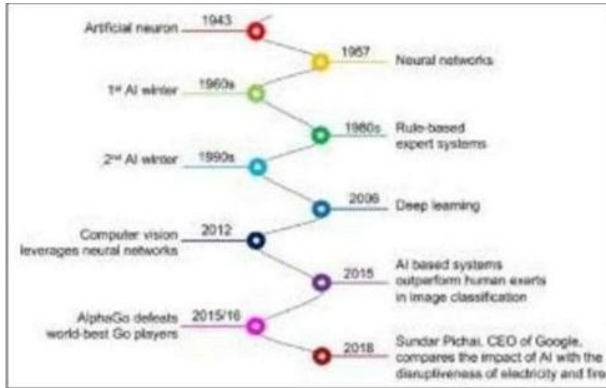 1943
Artificial neuron
1957
Neural networks
1960s
1st AI winter
1980s
Rule-based
expert systems
1990s
2nd AI winter
2006
Deep learning
2012
Computer vision
leverages neural networks
2015
AI based systems
outperform human exerts
in image classification
2015/16
AlphaGo defeats
world-best Go players
2018
Sundar Pichai, CEO of Google,
compares the impact of AI with the
disruptiveness of electricity and fire